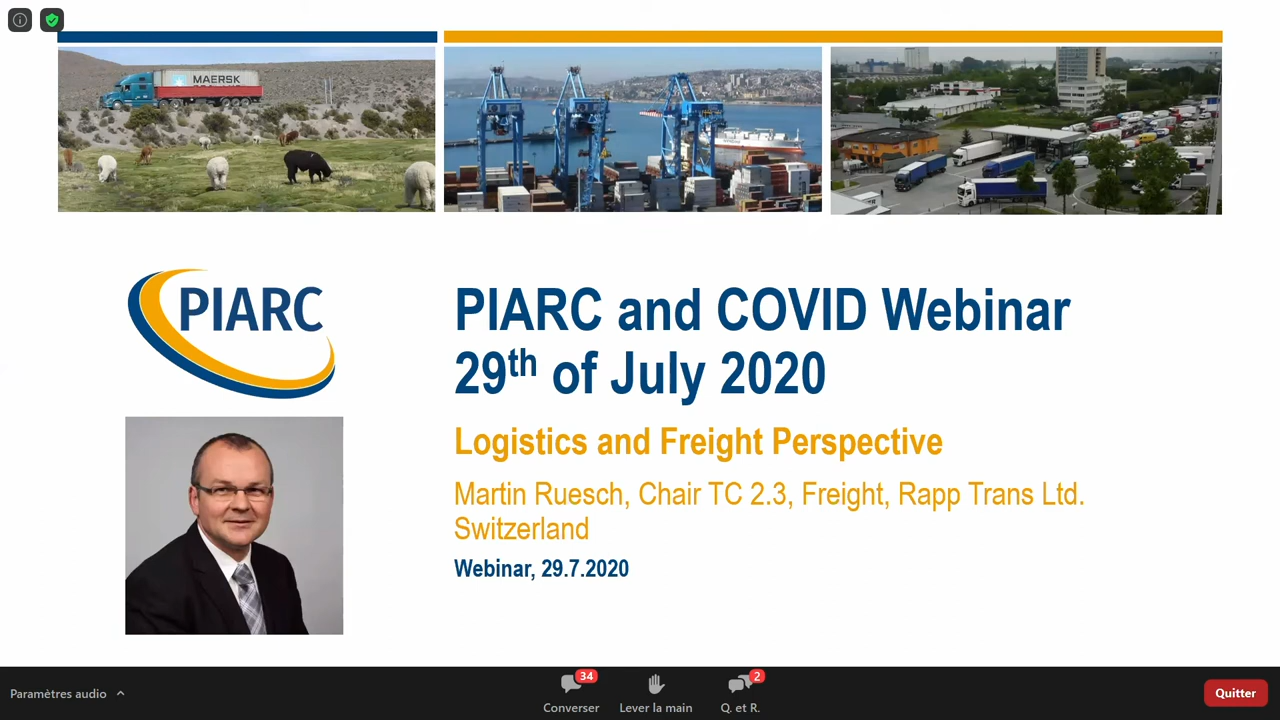 MAERSK
PIARC
PIARC and COVID Webinar
29th of July 2020
Logistics and Freight Perspective
Martin Ruesch, Chair TC 2.3, Freight, Rapp Trans Ltd.
Switzerland
Webinar, 29.7.2020
Paramètres audio
34
Converser
Lever la main
2
Q. et R.
Quitter